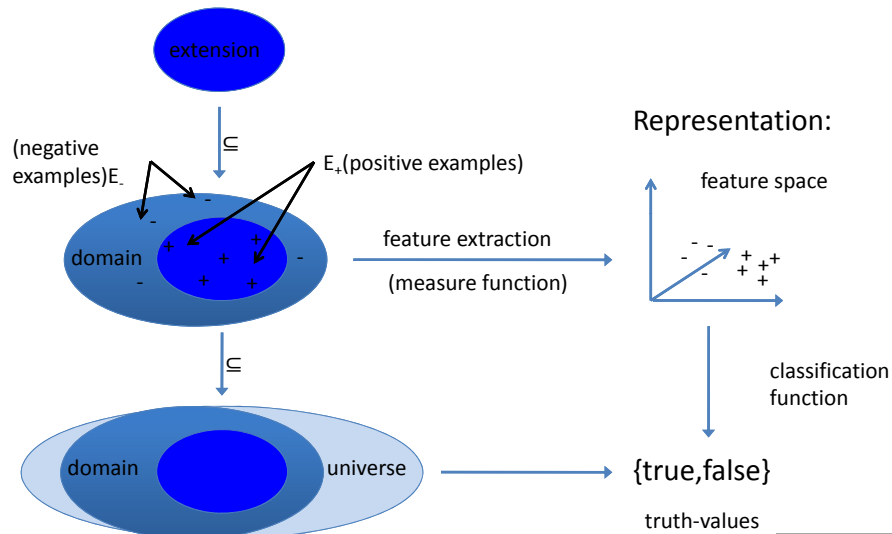 extension
⊆
Representation:
(negative
examples)E-
E+(positive examples)
feature space
-
-
+
+
+
-
-
+
+
domain
feature extraction
(measure function)
-
-
-
-
-
+
+
+
+
+
⊆
classification
function
domain
universe
{true,false}
truth-values